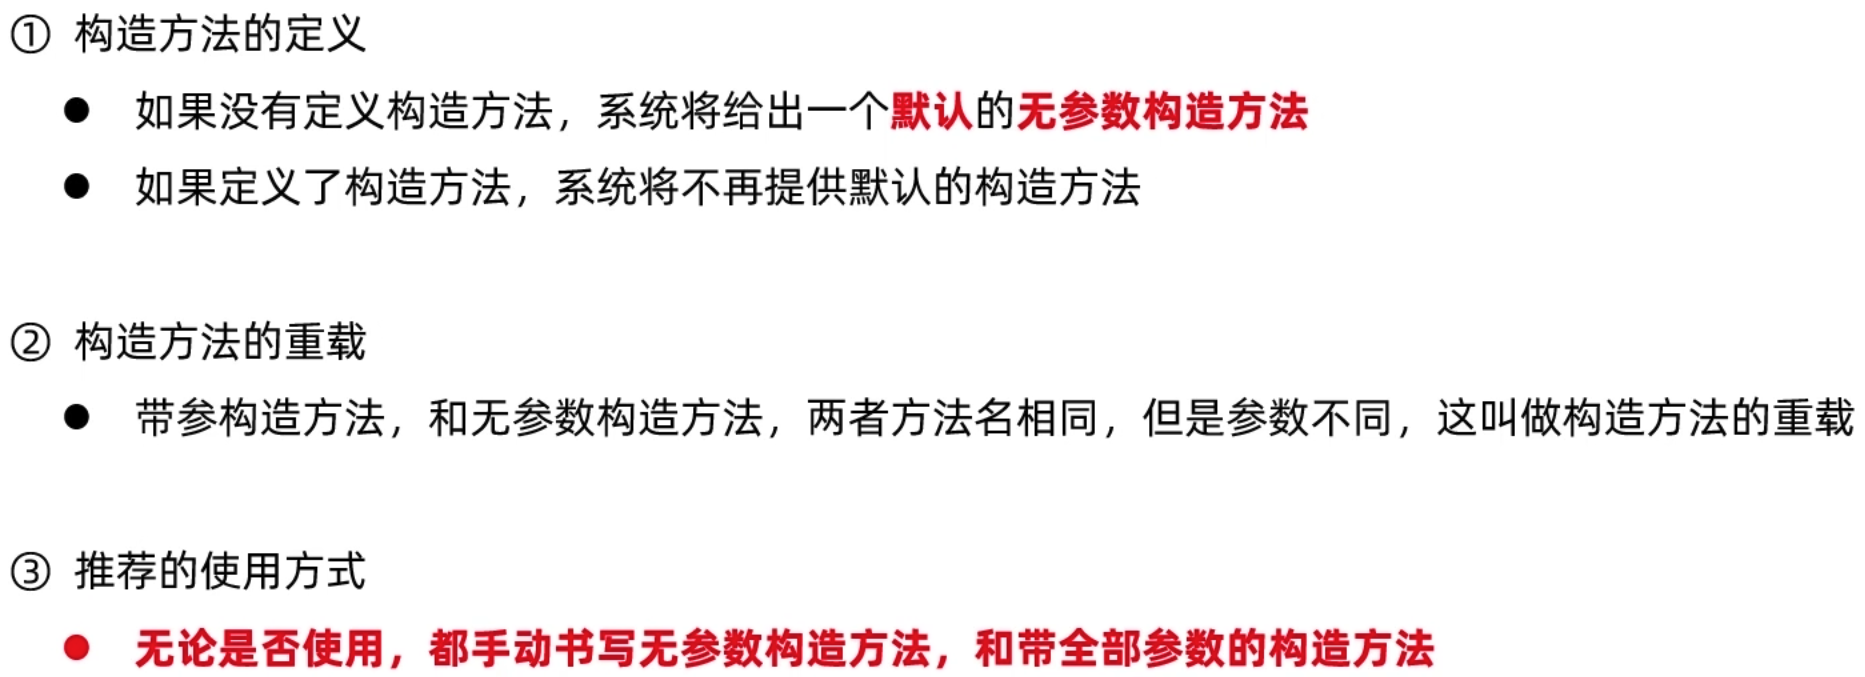 ① 构造方法的定义
● 如果没有定义构造方法，系统将给出一个默认的无参数构造方法
● 如果定义了构造方法，系统将不再提供默认的构造方法
② 构造方法的重载
● 带参构造方法，和无参数构造方法，两者方法名相同，但是参数不同，这叫做构造方法的重载
③ 推荐的使用方式
● 无论是否使用，都手动书写无参数构造方法，和带全部参数的构造方法